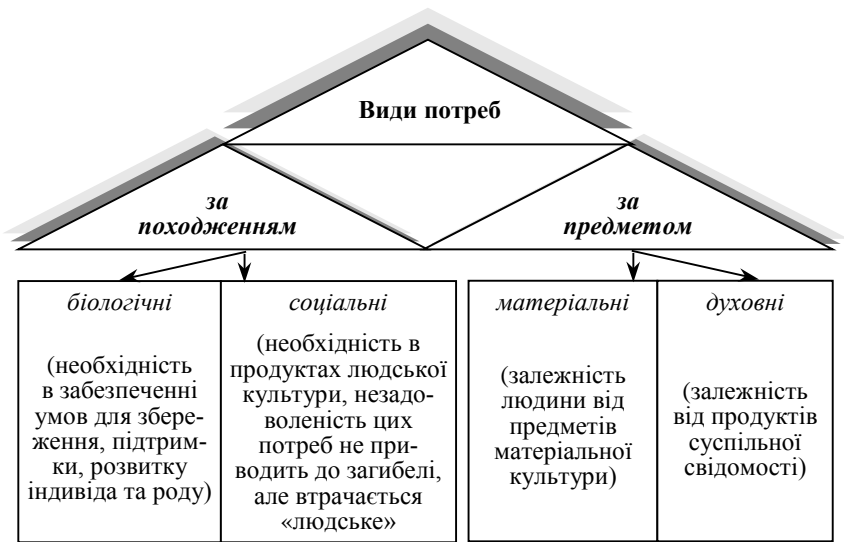 Види потреб
за
походженням
за
предметом
біологічні
(необхідність
в забезпеченні
умов для збере-
ження, підтрим-
ки, розвитку
індивіда та роду)
соціальні
(необхідність в
продуктах людської
культури, незадо-
воленість цих
потреб не при-
водить до загибелі,
але втрачається
«людське»
матеріальні
(залежність
людини від
предметів
матеріальної
культури)
духовні
(залежність
від продуктів
суспільної
свідомості)